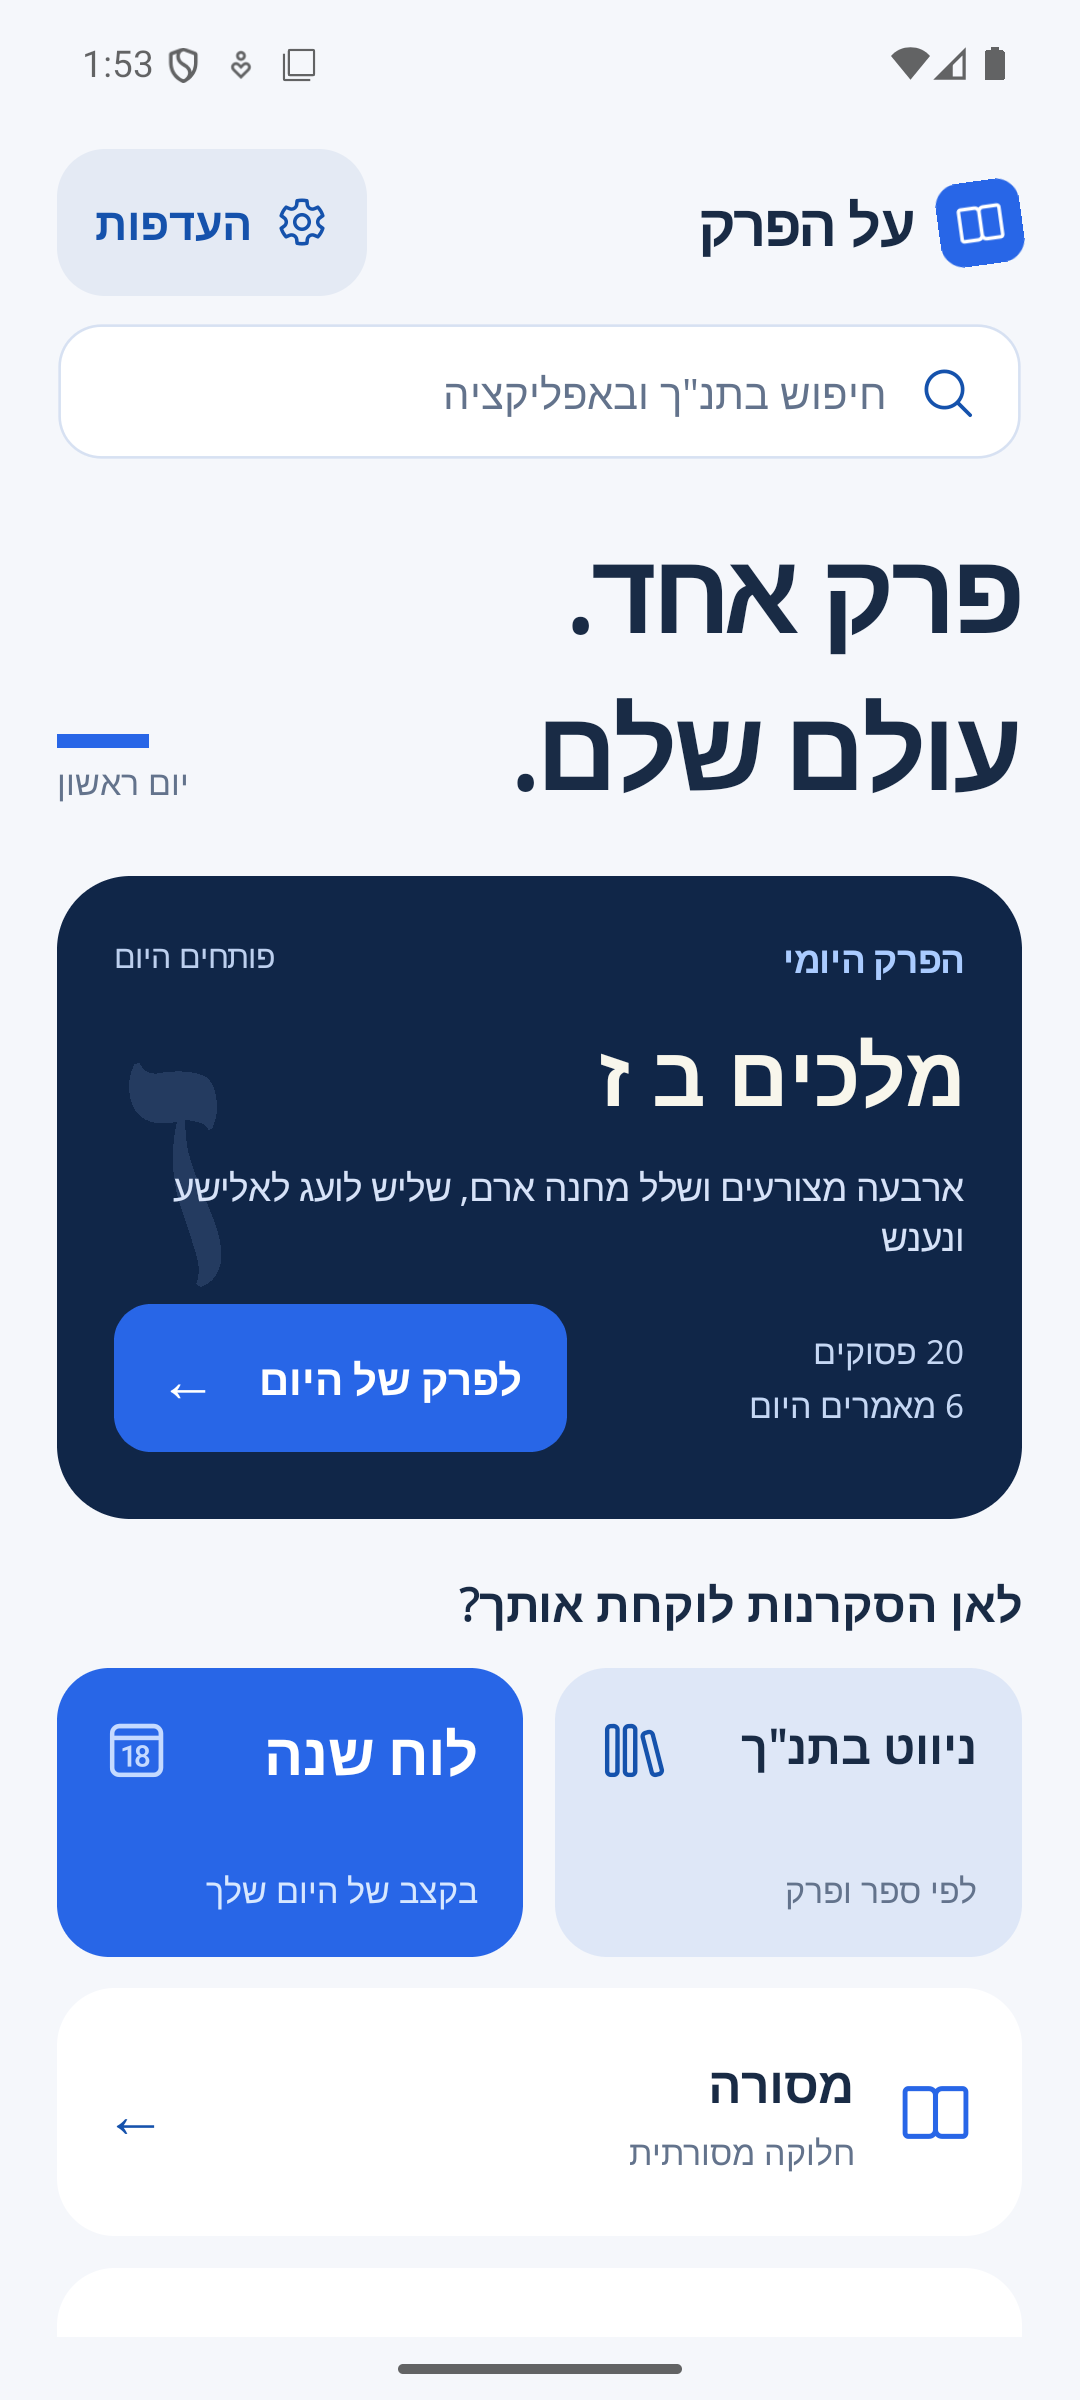 1:53
על הפרק
העדפות
חיפוש בתנ"ך ובאפליקציה
פרק אחד.
עולם שלם.
יום ראשון
הפרק היומי
פותחים היום
מלכים ב ז
ז
ארבעה מצורעים ושלל מחנה ארם, שליש לועג לאלישע
ונענש
20 פסוקים
6 מאמרים היום
לפרק של היום ←
לאן הסקרנות לוקחת אותך?
ניווט בתנ"ך
לפי ספר ופרק
לוח שנה
18
בקצב של היום שלך
מסורה
חלוקה מסורתית
←